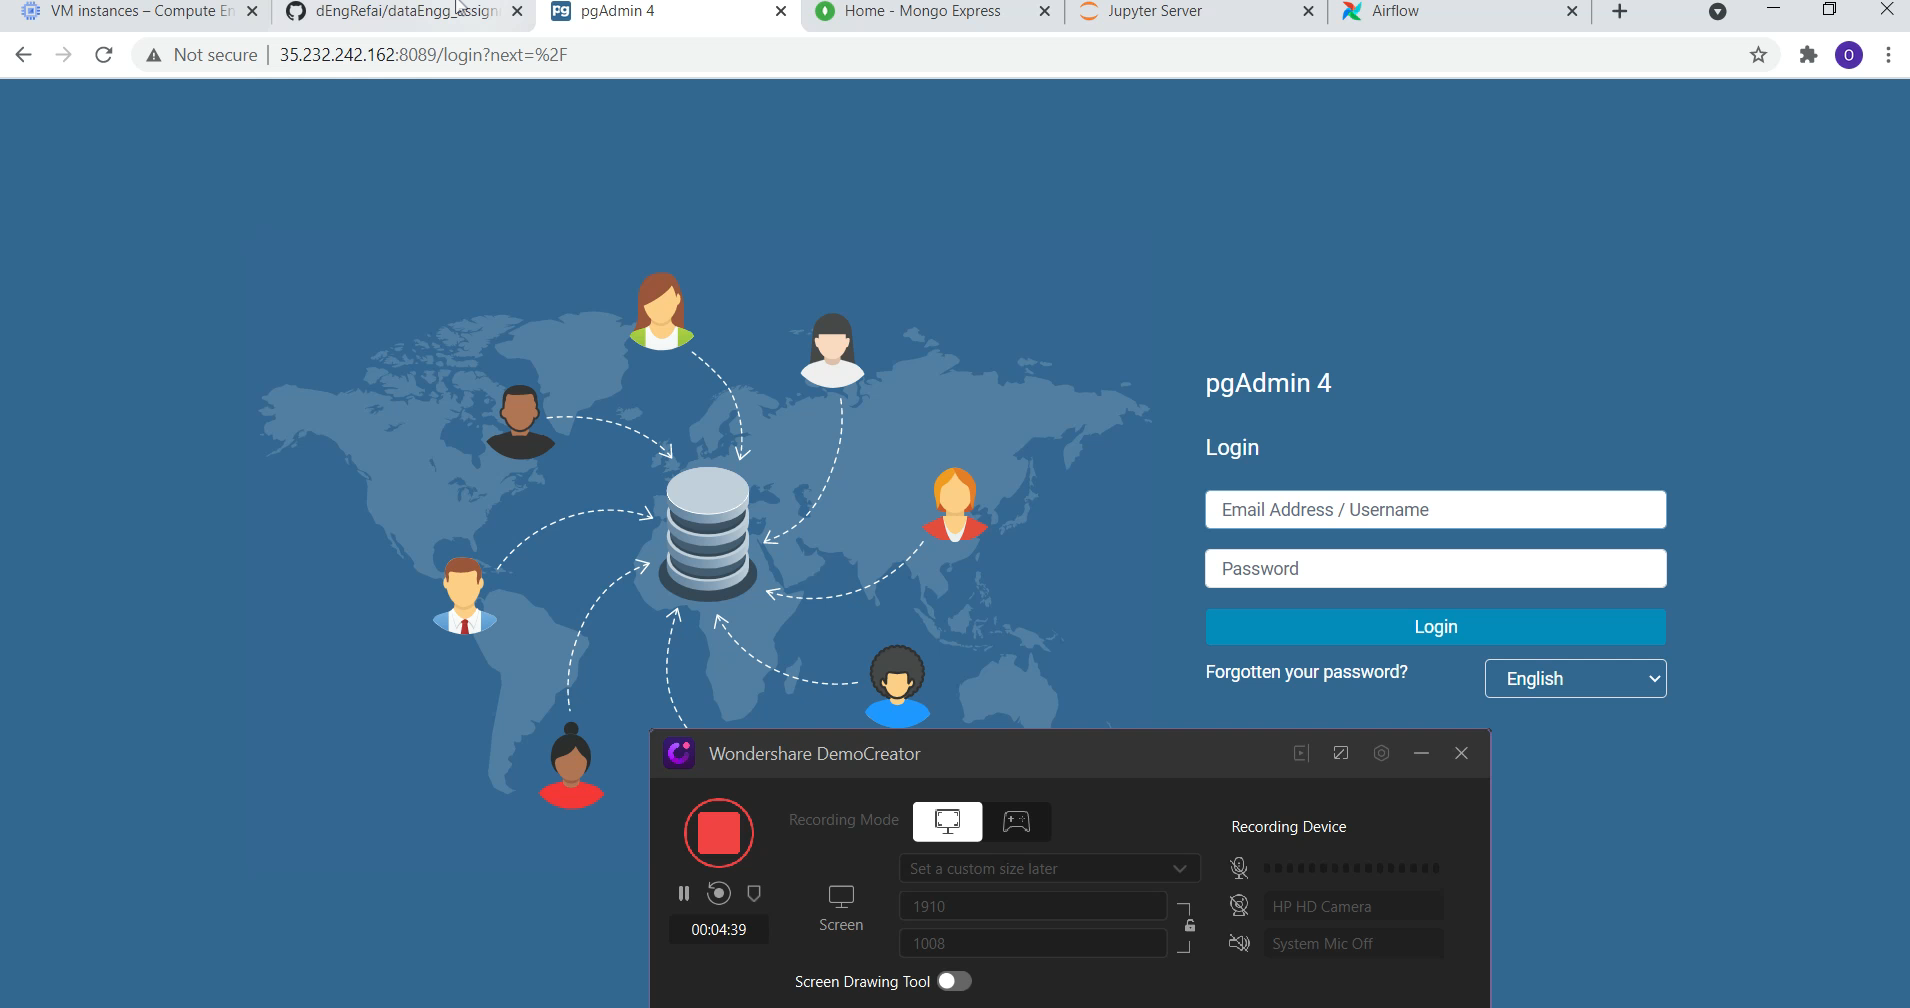 VM instances – Compute En
dEngRefai/dataEngg_assign
pgAdmin 4
Home - Mongo Express
Jupyter Server
Airflow
Not secure | 35.232.242.162:8089/login?next=%2F
O
pgAdmin 4
Login
Email Address / Username
Password
Login
Forgotten your password?
English
Wondershare DemoCreator
Recording Mode
Recording Device
Set a custom size later
1910
HP HD Camera
Screen
00:04:39
1008
System Mic Off
Screen Drawing Tool